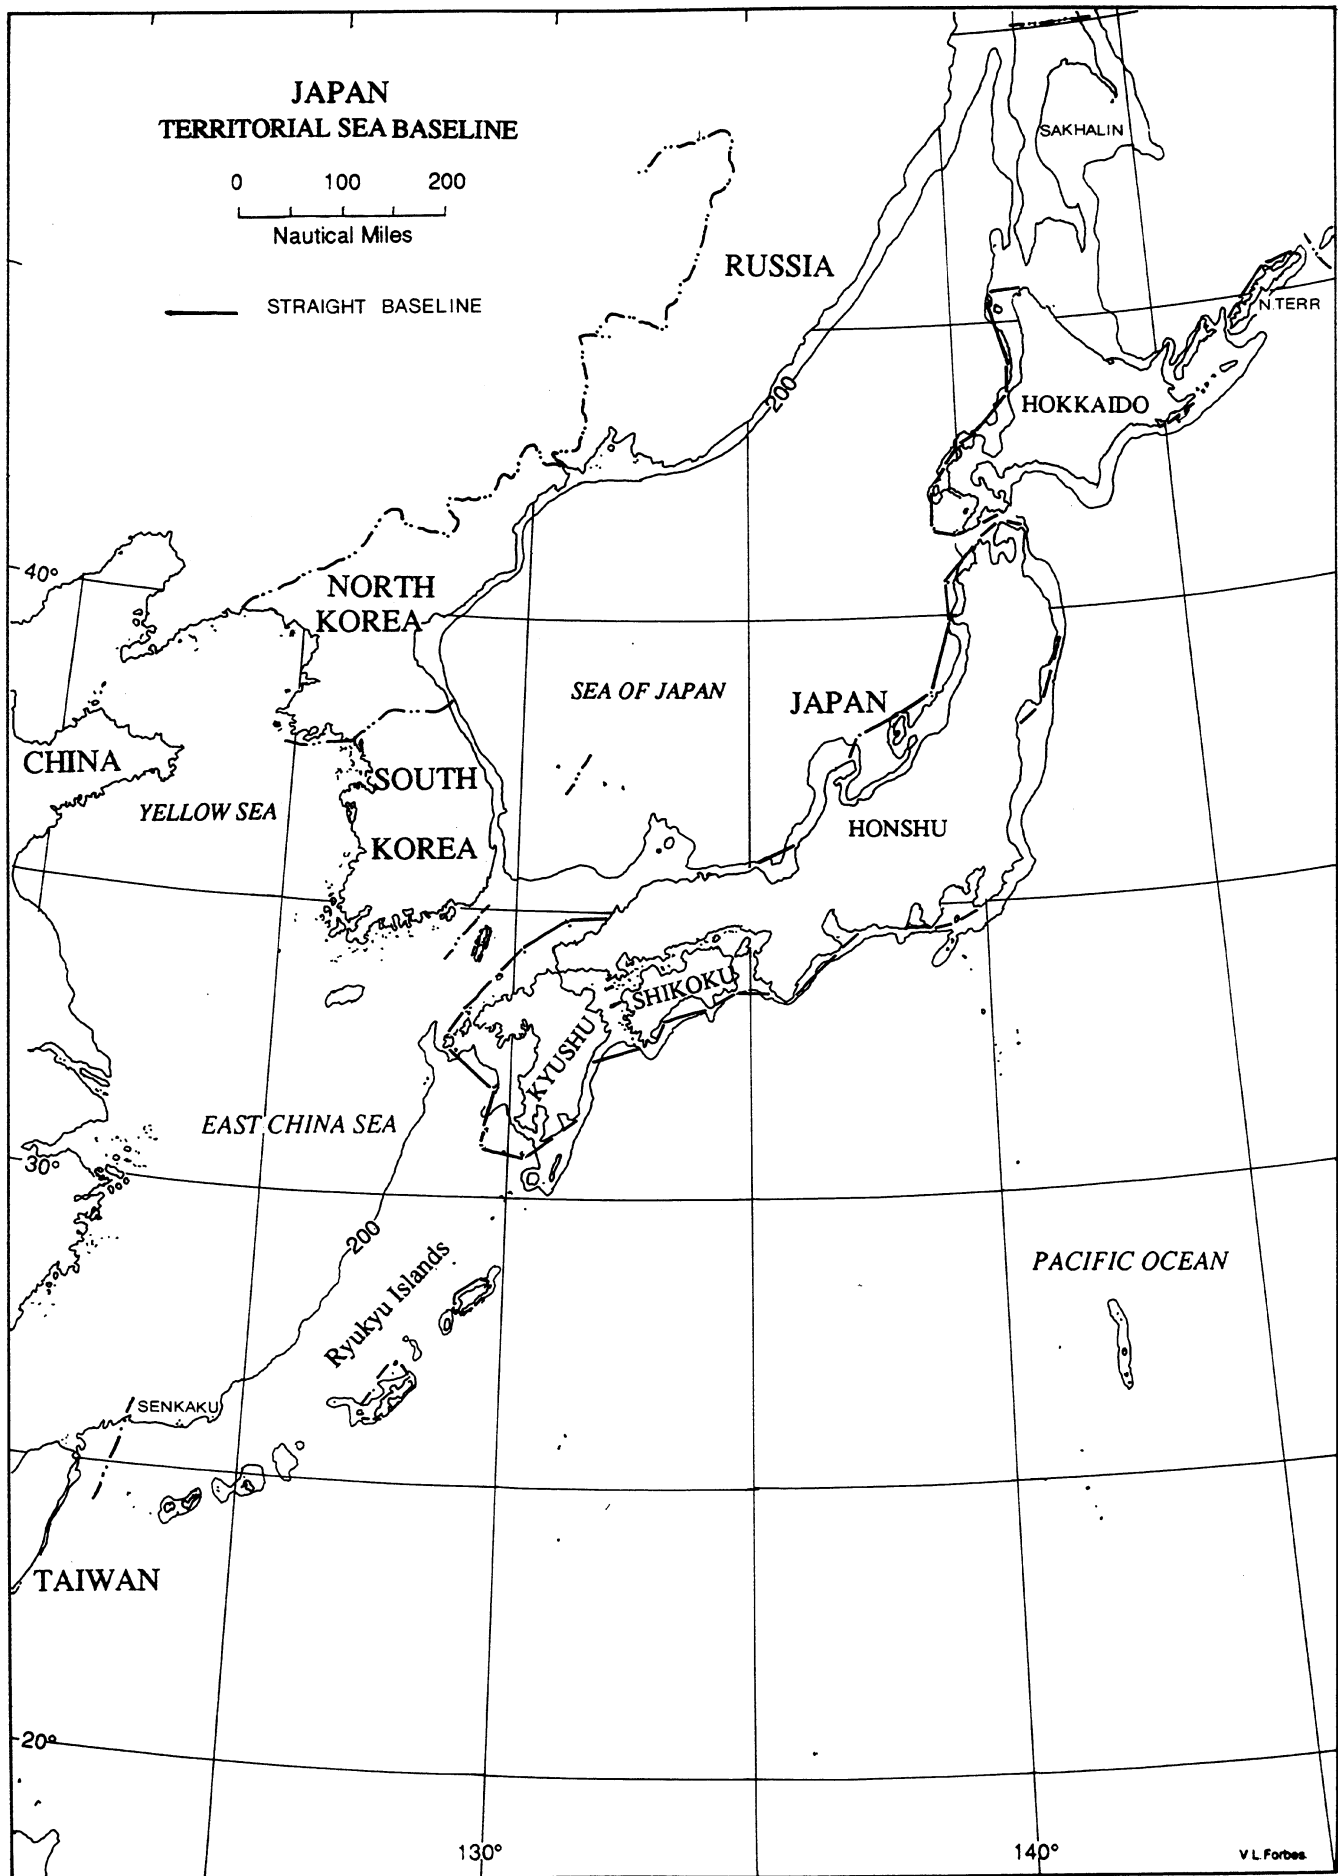 JAPAN
TERRITORIAL SEA BASELINE
0 100 200
Nautical Miles
STRAIGHT BASELINE
SAKHALIN
RUSSIA
N.TERR
200
HOKKAIDO
40°
NORTH
KOREA
SEA OF JAPAN
JAPAN
CHINA
SOUTH
YELLOW SEA
HONSHU
KOREA
SHIKOKU
KYUSHU
EAST CHINA SEA
30°
200
Ryukyu Islands
PACIFIC OCEAN
SENKAKU
TAIWAN
20°
130°
140°
V L.Forbes